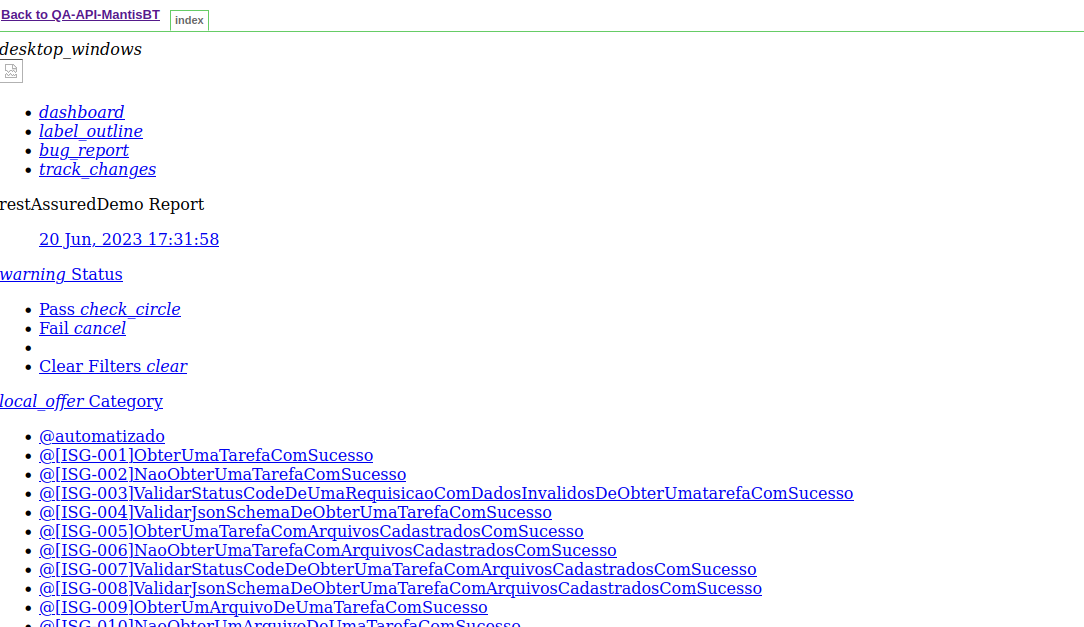 Back to QA-API-MantisBT index
desktop_windows
dashboard
label_outline
bug_report
track_changes
restAssuredDemo Report
20 Jun, 2023 17:31:58
warning Status
Pass check_circle
Fail cancel
Clear Filters clear
local_offer Category
@automatizado
@[ISG-001]ObterUmaTarefaComSucesso
@[ISG-002]NaoObterUmaTarefaComSucesso
@[ISG-003]ValidarStatusCodeDeUmaRequisicaoComDadosInvalidosDeObterUmatarefaComSucesso
@[ISG-004]ValidarJsonSchemaDeObterUmaTarefaComSucesso
@[ISG-005]ObterUmaTarefaComArquivosCadastradosComSucesso
@[ISG-006]NaoObterUmaTarefaComArquivosCadastradosComSucesso
@[ISG-007]ValidarStatusCodeDeObterUmaTarefaComArquivosCadastradosComSucesso
@[ISG-008]ValidarJsonSchemaDeObterUmaTarefaComArquivosCadastradosComSucesso
@[ISG-009]ObterUmArquivoDeUmaTarefaComSucesso
@[ISG-010]NaoObterUmArquivoDeUmaTarefaComSucesso